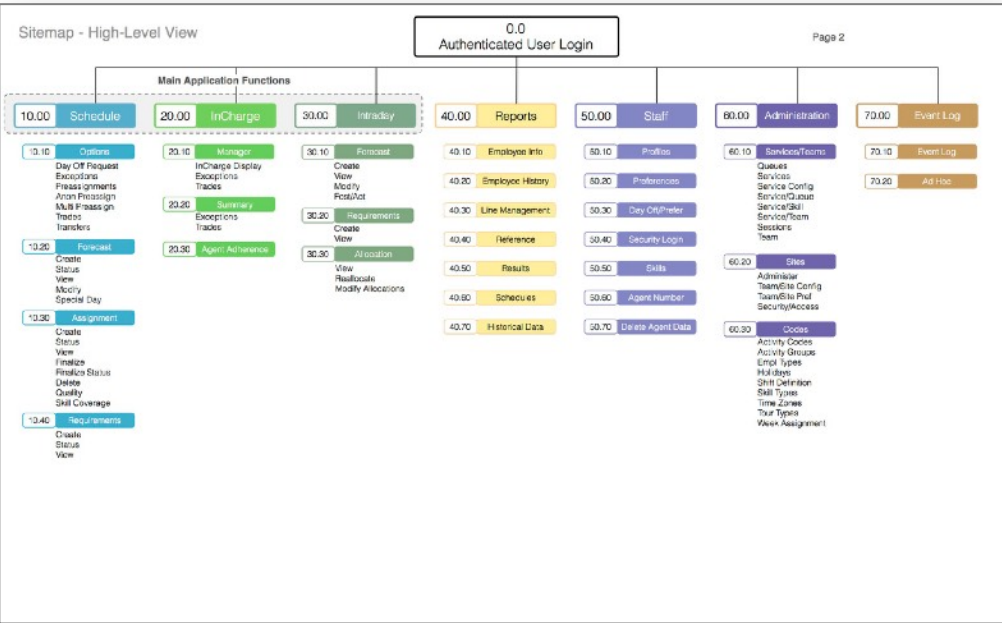 Sitemap - High-Level View
0.0
Authenticated User Login
Page 2
Main Application Functions
10.00 Schedule
10.10 Options
Day Off Request
Exceptions
Preassignments
Anon Preassign
Multi Preassign
Trades
Transfers
10.20 Forecast
Create
Status
View
Modify
Special Day
10.30 Assignment
Create
Status
View
Finalize
Finalize Status
Delete
Quality
Skill Coverage
10.40 Requirements
Create
Status
View
20.00 InCharge
20.10 Manager
InCharge Display
Exceptions
Trades
20.20 Summary
Exceptions
Trades
20.30 Agent Adherence
30.00 Intraday
30.10 Forecast
Create
View
Modify
Fcst/Act
30.20 Requirements
Create
View
30.30 Allocation
View
Reallocate
Modify Allocations
40.00 Reports
40.10 Employee Info
40.20 Employee History
40.30 Line Management
40.40 Reference
40.50 Results
40.60 Schedules
40.70 Historical Data
50.00 Staff
50.10 Profiles
50.20 Preferences
50.30 Day Off/Prefer
50.40 Security Login
50.50 Skills
50.60 Agent Number
50.70 Delete Agent Data
60.00 Administration
60.10 Services/Teams
Queues
Services
Service Config
Service/Queue
Service/Skill
Service/Team
Sessions
Team
60.20 Sites
Administer
Team/Site Config
Team/Site Pref
Security/Access
60.30 Codes
Activity Codes
Activity Groups
Empl Types
Holidays
Shift Definition
Skill Types
Time Zones
Tour Types
Week Assignment
70.00 Event Log
70.10 Event Log
70.20 Ad Hoc